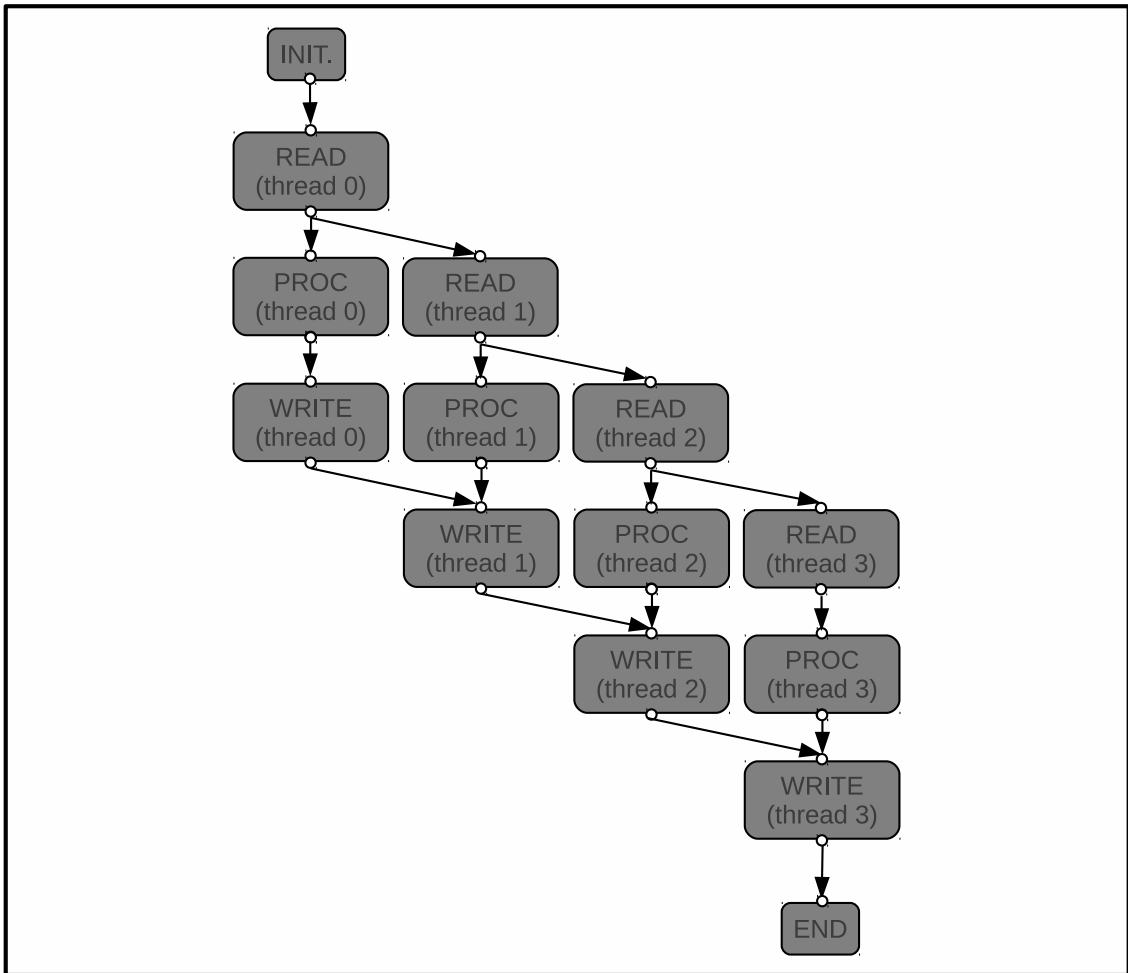 INIT.
READ
(thread 0)
PROC
(thread 0)
READ
(thread 1)
WRITE
(thread 0)
PROC
(thread 1)
READ
(thread 2)
WRITE
(thread 1)
PROC
(thread 2)
READ
(thread 3)
WRITE
(thread 2)
PROC
(thread 3)
WRITE
(thread 3)
END